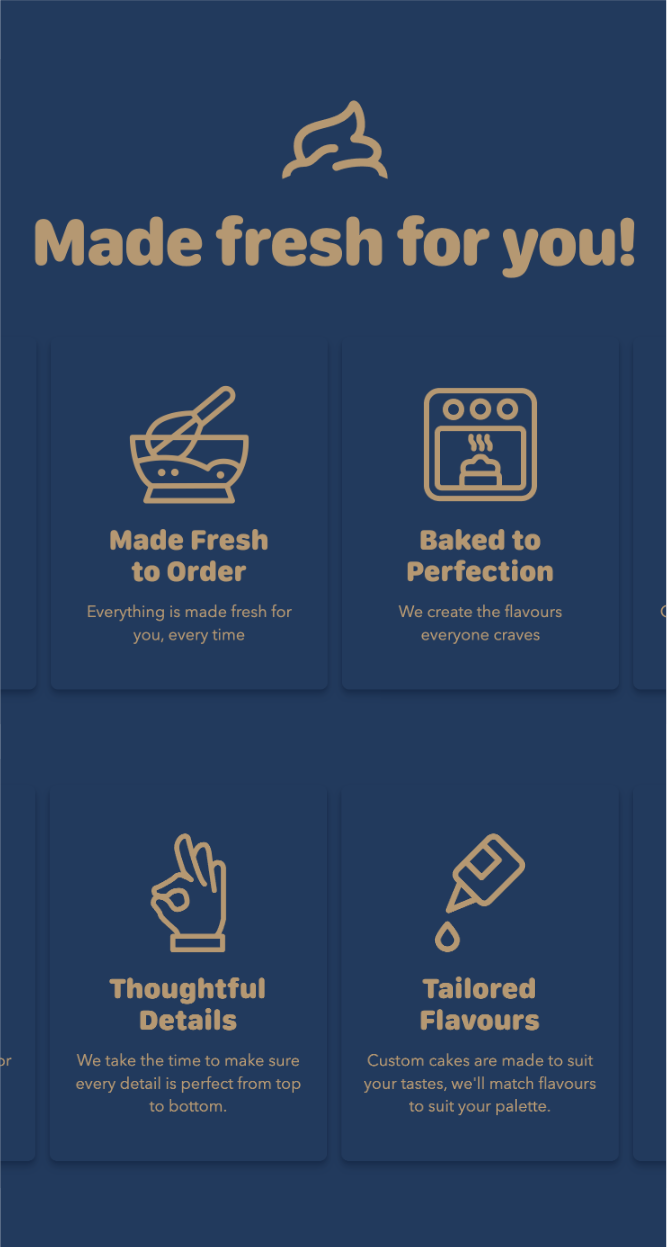 Made fresh for you!
Made Fresh
to Order
Everything is made fresh for
you, every time
Baked to
Perfection
We create the flavours
everyone craves
Thoughtful
Details
We take the time to make sure
every detail is perfect from top
to bottom.
Tailored
Flavours
Custom cakes are made to suit
your tastes, we'll match flavours
to suit your palette.